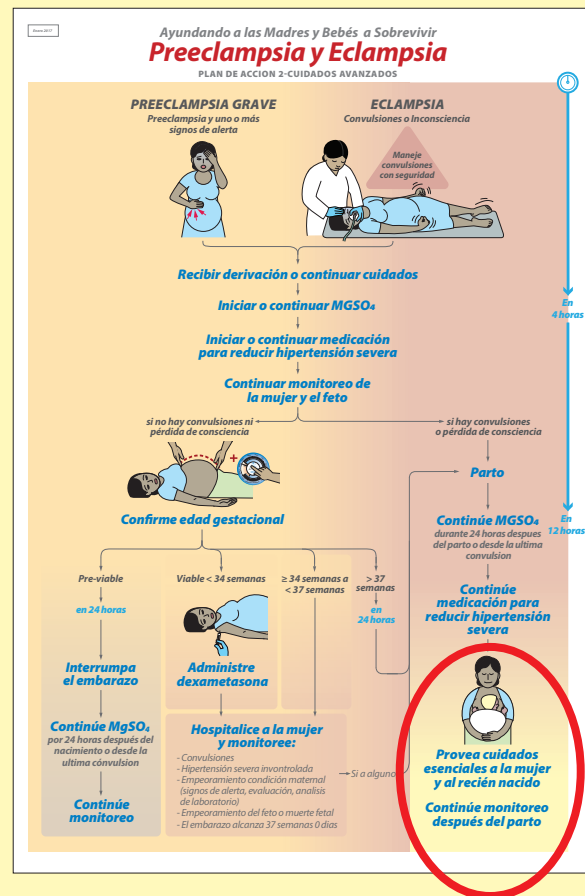 Enero 2017
Ayundando a las Madres y Bebés a Sobrevivir
Preeclampsia y Eclampsia
PLAN DE ACCION 2-CUIDADOS AVANZADOS
PREECLAMPSIA GRAVE
Preeclampsia y uno o más
signos de alerta
ECLAMPSIA
Convulsiones o Inconsciencia
Maneje
convulsiones
con seguridad
Recibir derivación o continuar cuidados
Iniciar o continuar MGSO₄
Iniciar o continuar medicación
para reducir hipertensión severa
Continuar monitoreo de
la mujer y el feto
En
4 horas
si no hay convulsiones ni
pérdida de consciencia
si hay convulsiones
o pérdida de consciencia
+
Confirme edad gestacional
Parto
Continúe MGSO₄
durante 24 horas despues
del parto o desde la ultima
convulsion
En
12 horas
Continúe
medicación para
reducir hipertensión
severa
Pre-viable
en 24 horas
Interrumpa
el embarazo
Continúe MgSO₄
por 24 horas después del
nacimiento o desde la
ultima cónvulsion
Continúe
monitoreo
Viable < 34 semanas
Administre
dexametasona
≥ 34 semanas a
< 37 semanas
> 37
semanas
en
24 horas
Hospitalice a la mujer
y monitoree:
- Convulsiones
- Hipertensión severa invontrolada
- Empeoramiento condición maternal
(signos de alerta, evaluación, analisis
de laboratorio)
- Empeoramiento del feto o muerte fetal
- El embarazo alcanza 37 semanas 0 dias
Si a alguno
Provea cuidados
esenciales a la mujer
y al recién nacido
Continúe monitoreo
después del parto